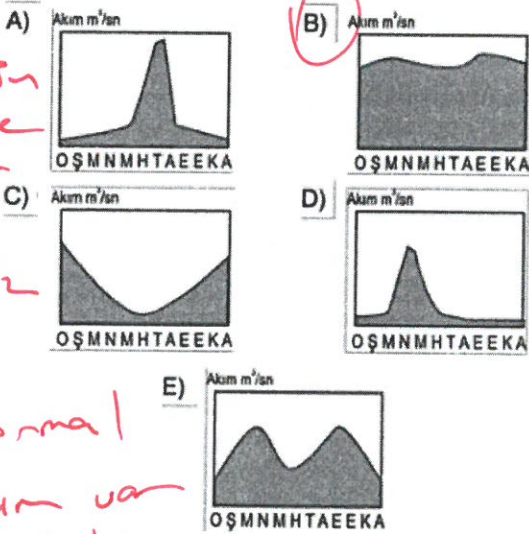 A) Akım m³/sn
OŞMNMHTAEEKA
B) Akım m³/sn
OŞMNMHTAEEKA
C) Akım m³/sn
OŞMNMHTAEEKA
D) Akım m³/sn
OŞMNMHTAEEKA
E) Akım m³/sn
OŞMNMHTAEEKA
var